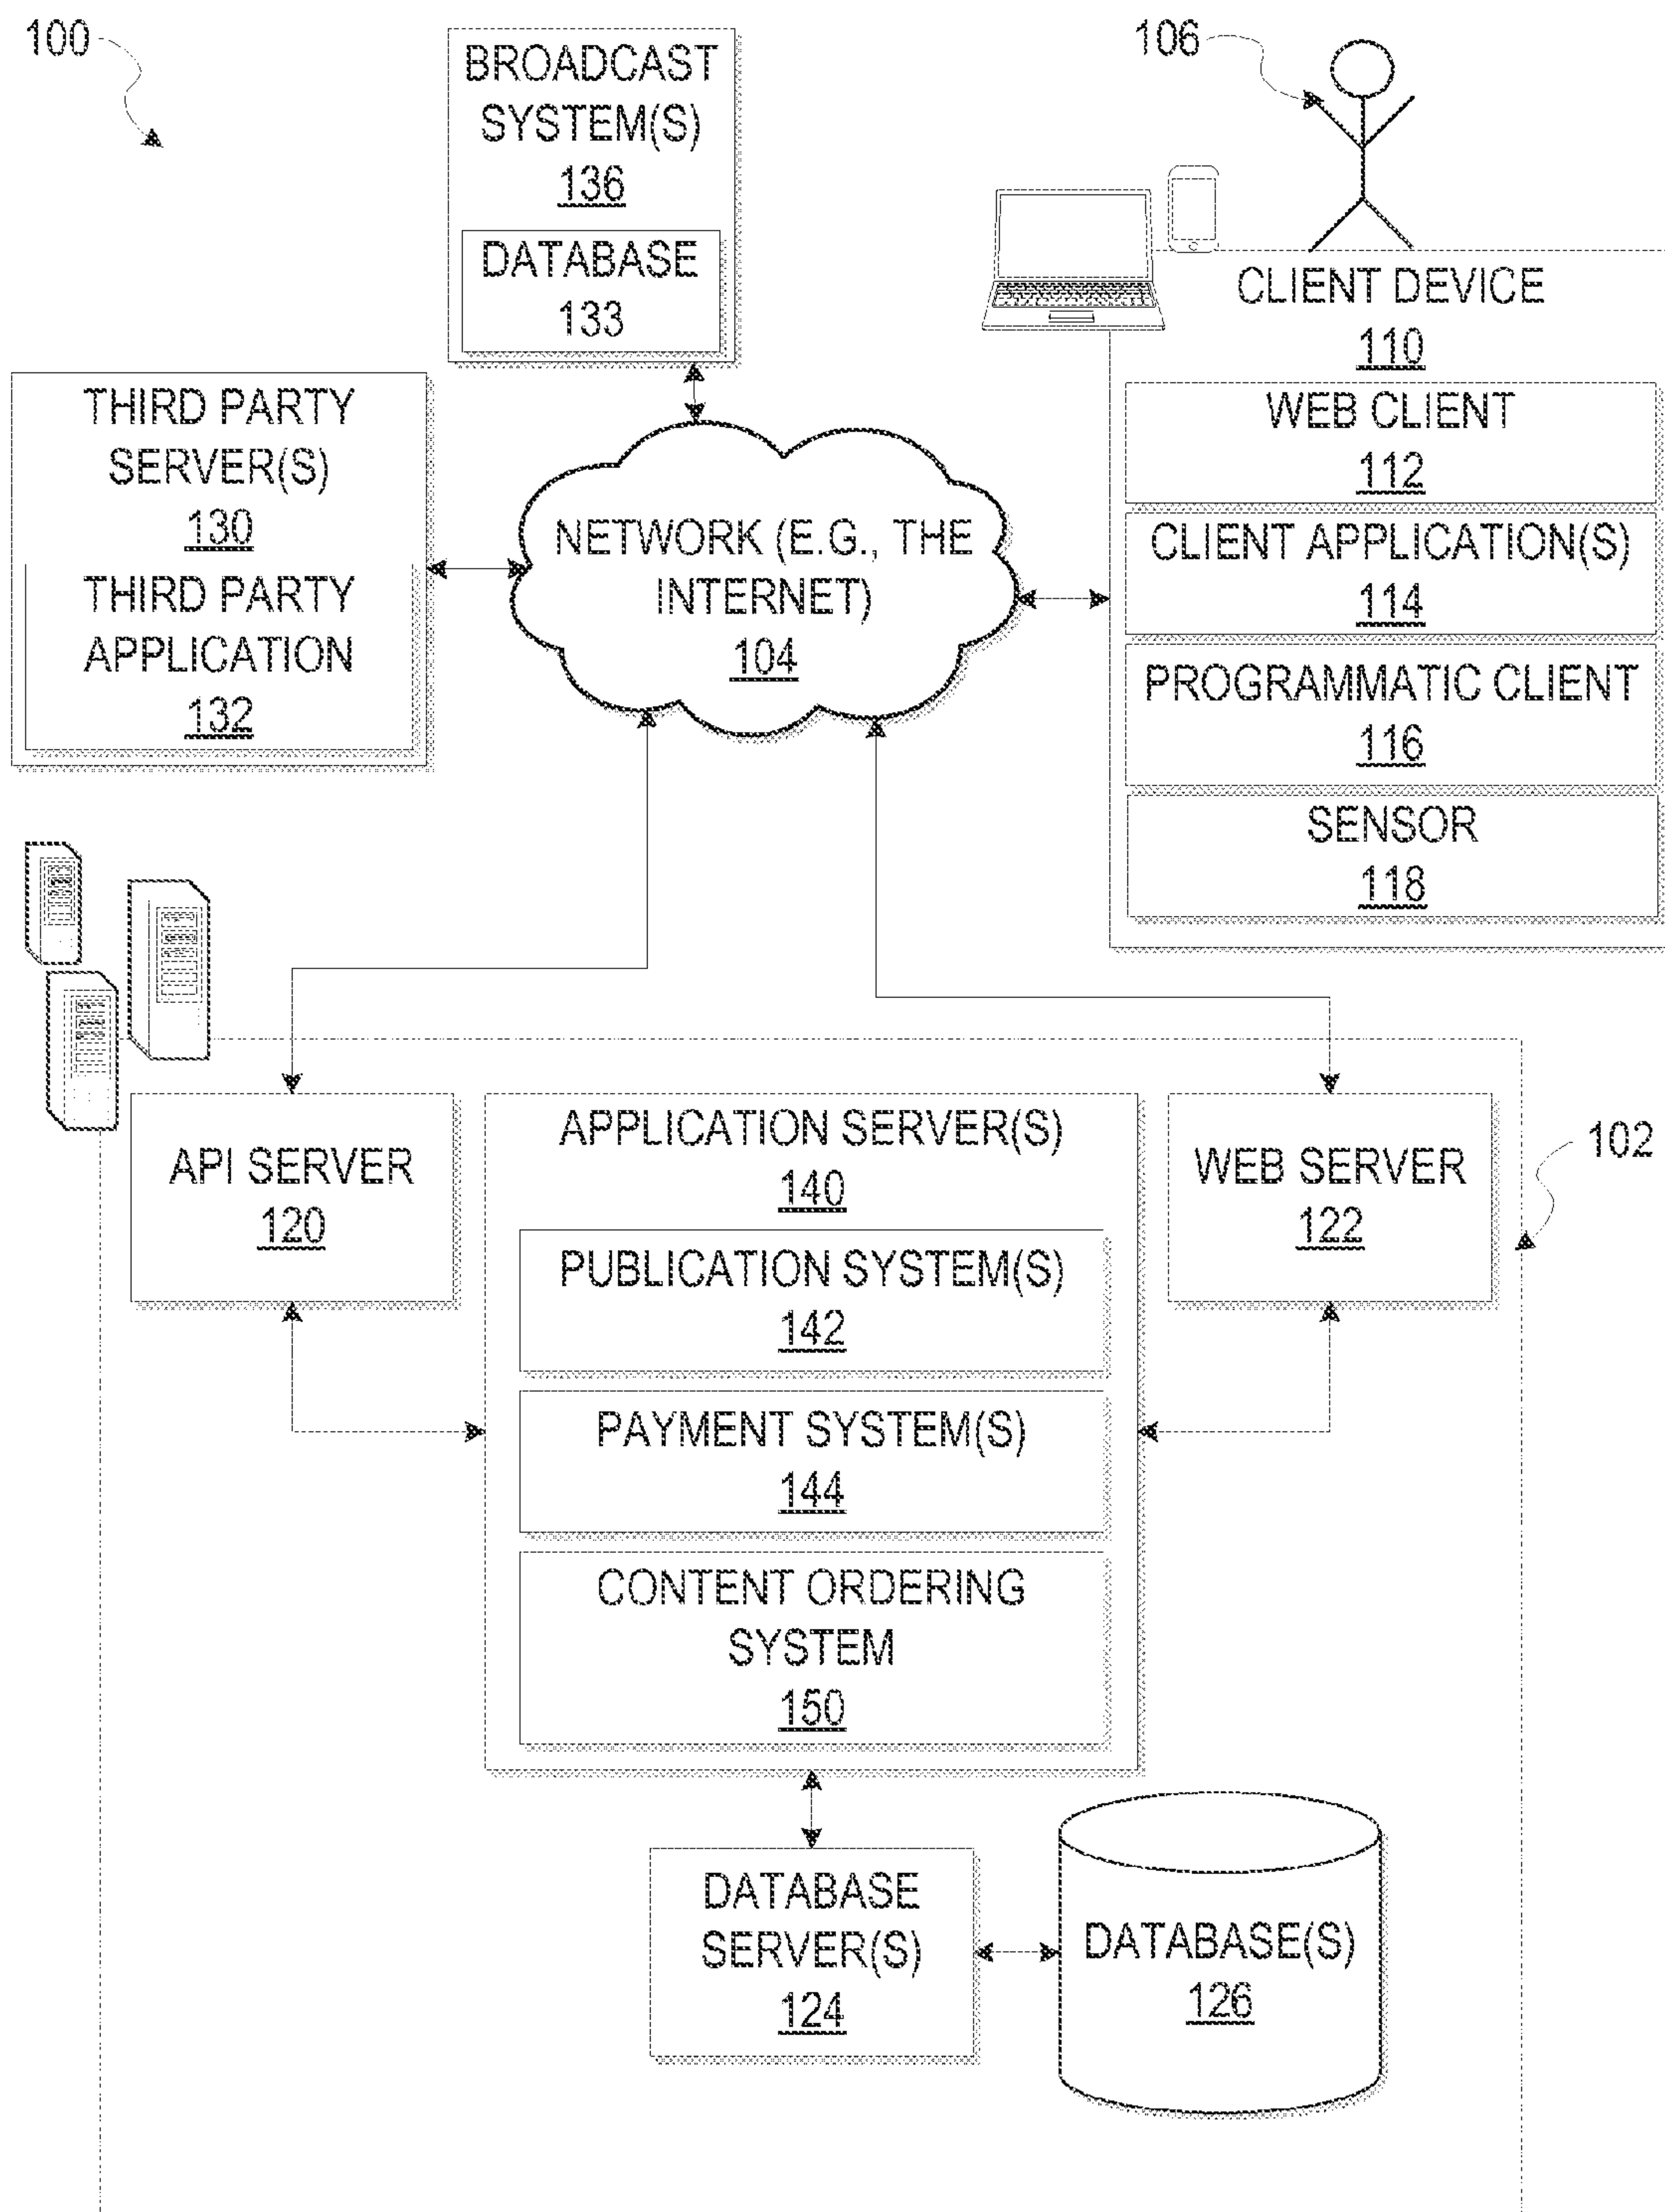 100
BROADCAST
SYSTEM(S)
136
DATABASE
133
106
CLIENT DEVICE
110
WEB CLIENT
112
CLIENT APPLICATION(S)
114
PROGRAMMATIC CLIENT
116
SENSOR
118
THIRD PARTY
SERVER(S)
130
THIRD PARTY
APPLICATION
132
NETWORK (E.G., THE
INTERNET)
104
API SERVER
120
APPLICATION SERVER(S)
140
PUBLICATION SYSTEM(S)
142
PAYMENT SYSTEM(S)
144
CONTENT ORDERING
SYSTEM
150
WEB SERVER
122
102
DATABASE
SERVER(S)
124
DATABASE(S)
126